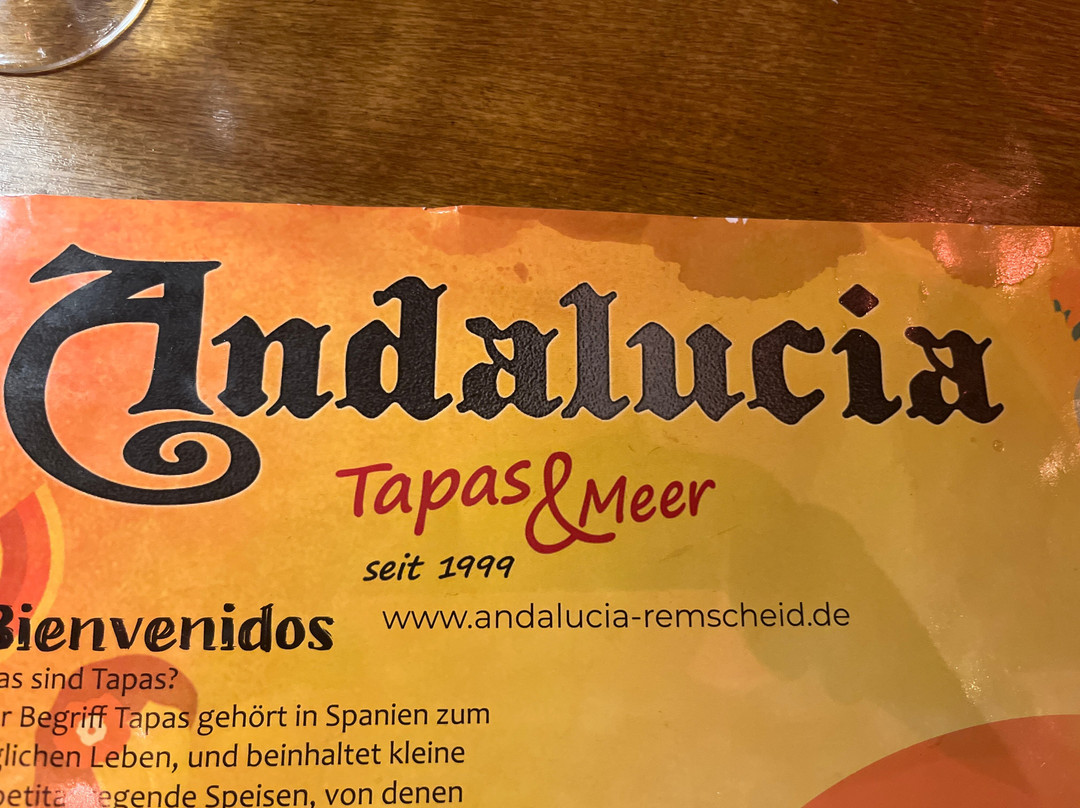 Andalucia
Tapas & Meer
seit 1999
www.andalucia-remscheid.de
Bienvenidos
as sind Tapas?
r Begriff Tapas gehört in Spanien zum
glichen Leben, und beinhaltet kleine
egende Speisen, von denen